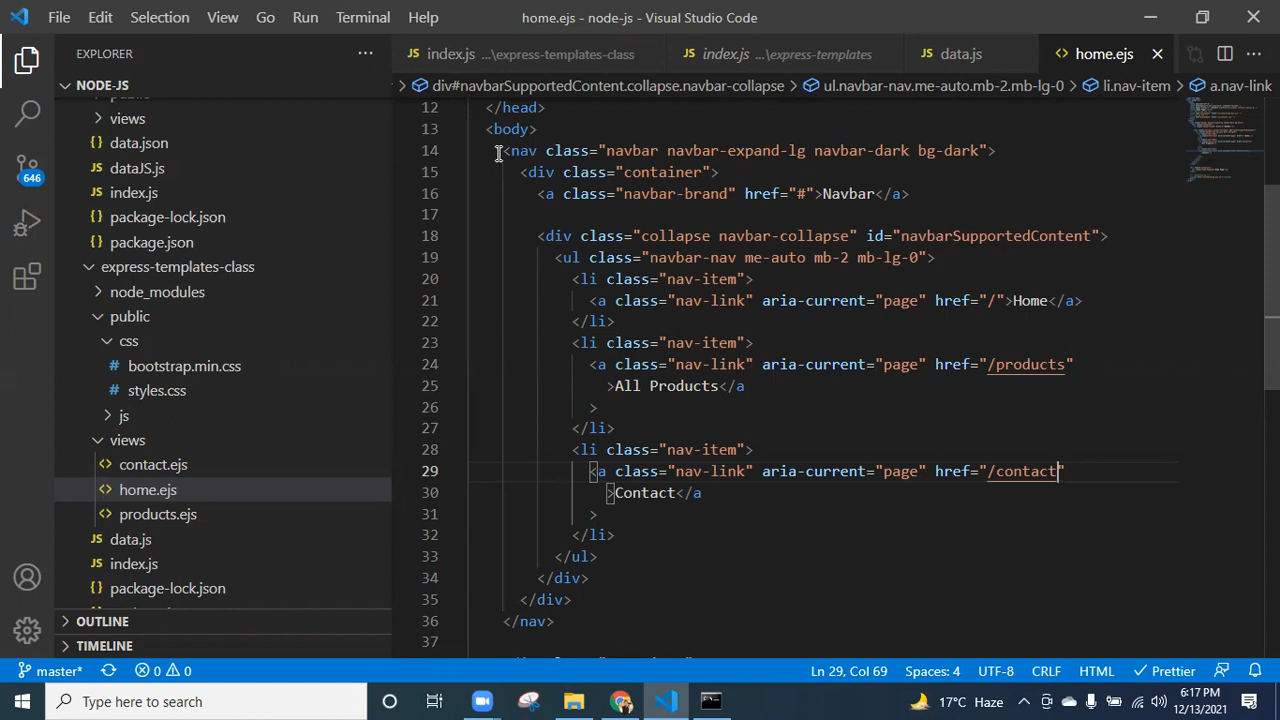 File Edit Selection View Go Run Terminal Help home.ejs - node-js - Visual Studio Code
EXPLORER
index.js ...\express-templates-class index.js ...\express-templates data.js home.ejs
NODE-JS
div#navbarSupportedContent.collapse.navbar-collapse ul.navbar-nav.me-auto.mb-2.mb-lg-0 li.nav-item a.nav-link
views
data.json
dataJS.js
index.js
package-lock.json
package.json
express-templates-class
node_modules
public
css
bootstrap.min.css
styles.css
js
views
contact.ejs
home.ejs
products.ejs
data.js
index.js
package-lock.json
OUTLINE
TIMELINE
646
12 </head>
13 <body>
14 <nav class="navbar navbar-expand-lg navbar-dark bg-dark">
15 <div class="container">
16 <a class="navbar-brand" href="#">Navbar</a>
17
18 <div class="collapse navbar-collapse" id="navbarSupportedContent">
19 <ul class="navbar-nav me-auto mb-2 mb-lg-0">
20 <li class="nav-item">
21 <a class="nav-link" aria-current="page" href="/">Home</a>
22 </li>
23 <li class="nav-item">
24 <a class="nav-link" aria-current="page" href="/products"
25 >All Products</a
26 >
27 </li>
28 <li class="nav-item">
29 <a class="nav-link" aria-current="page" href="/contact"
30 >Contact</a
31 >
32 </li>
33 </ul>
34 </div>
35 </div>
36 </nav>
37
master* 0 0 Ln 29, Col 69 Spaces: 4 UTF-8 CRLF HTML Prettier
Type here to search 17°C Haze 6:17 PM
12/13/2021